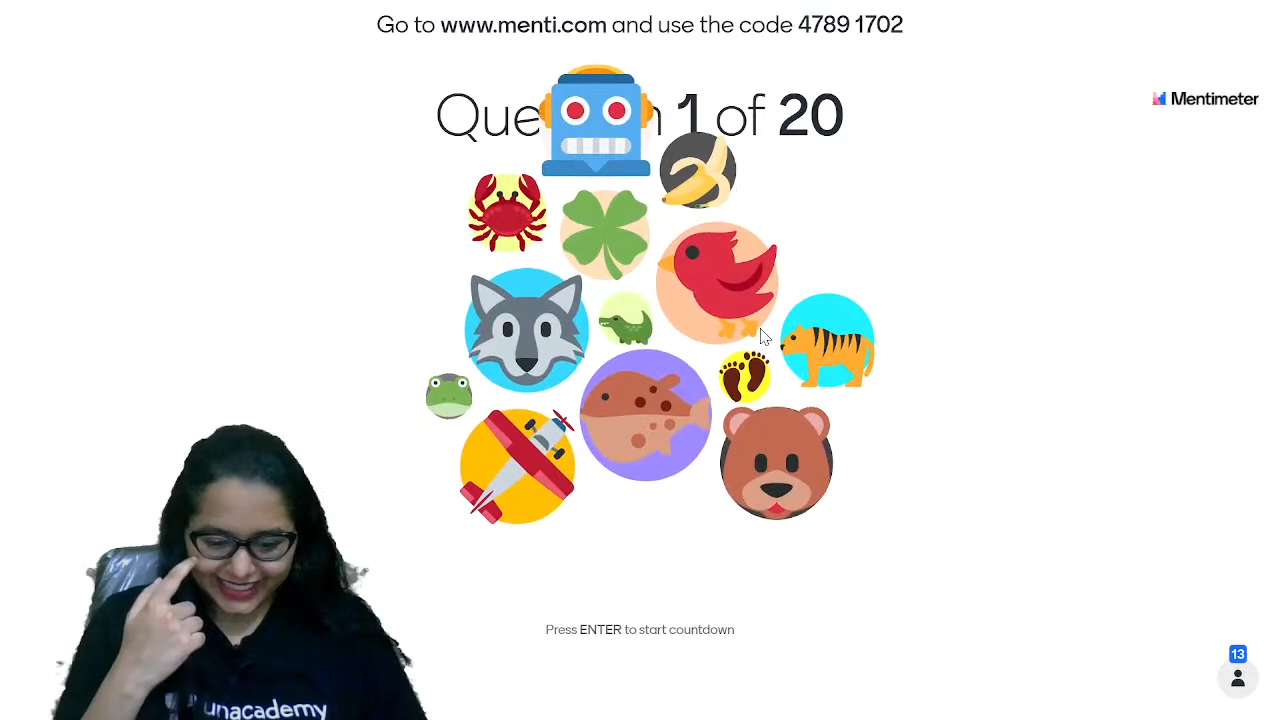 Go to www.menti.com and use the code 4789 1702
Mentimeter
1 of 20
Press ENTER to start countdown
13
unacademy